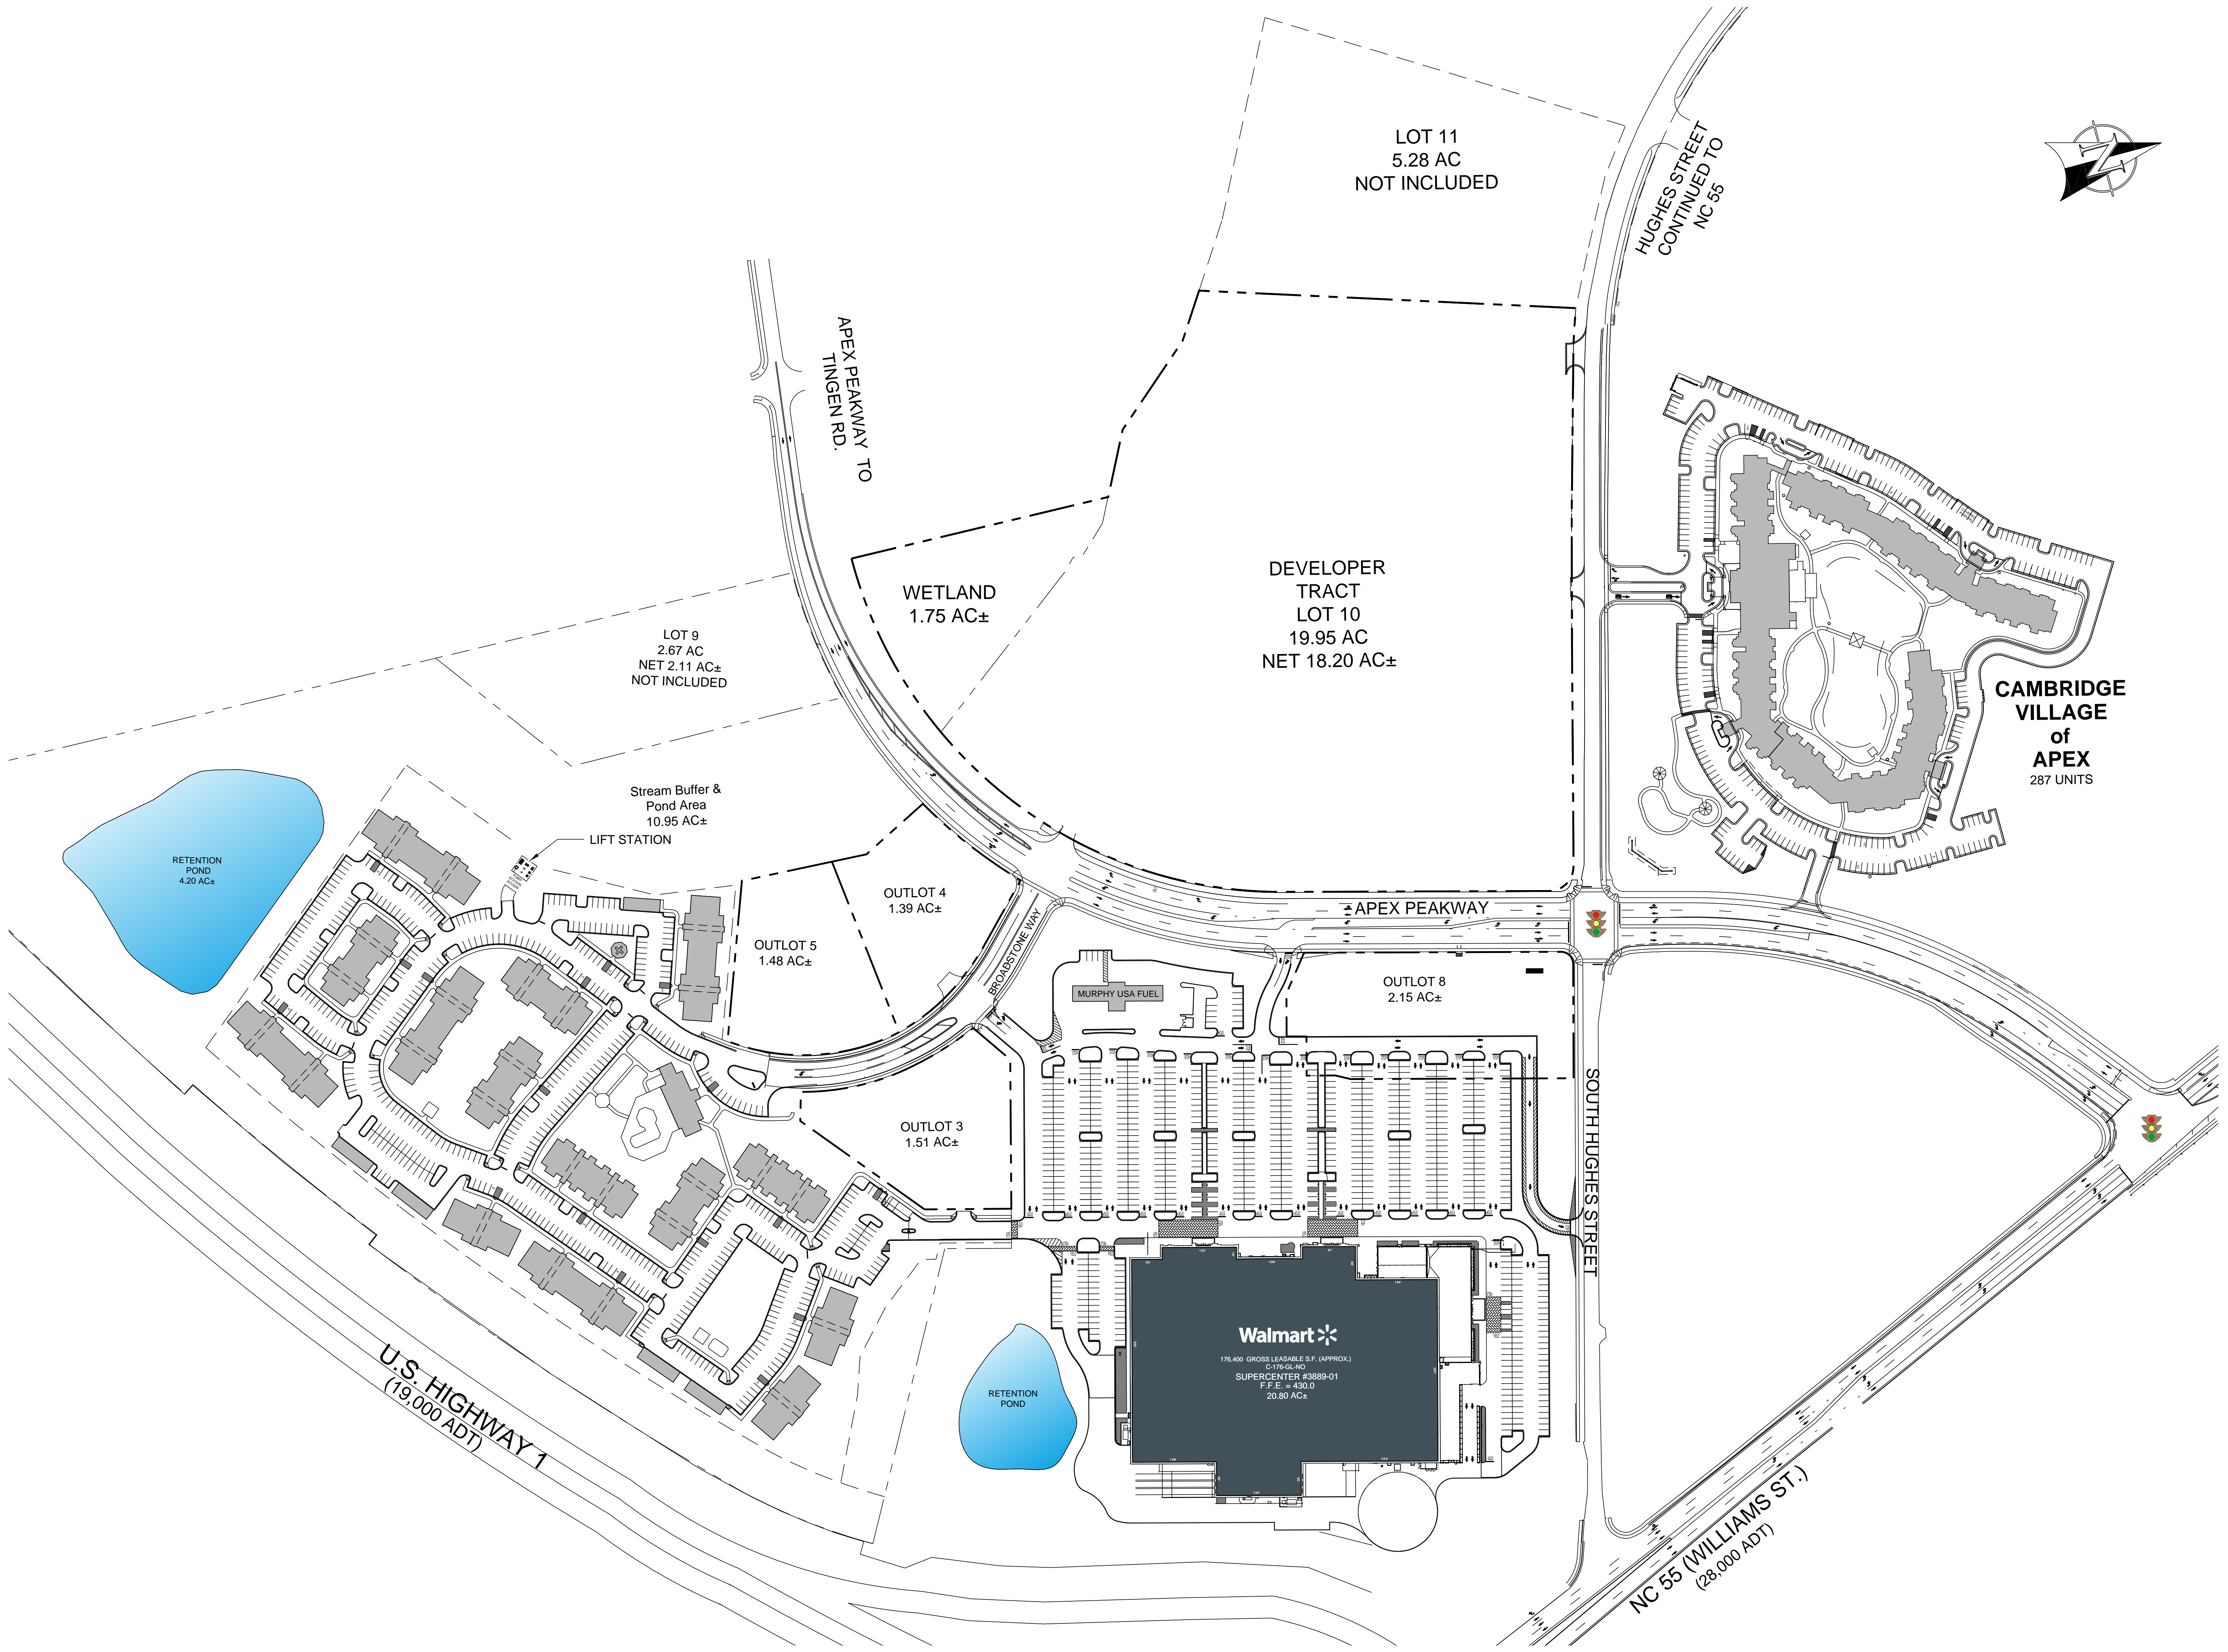 LOT 11
5.28 AC
NOT INCLUDED
HUGHES STREET
CONTINUED TO
NC 55
N
APEX PEAKWAY TO
TINGEN RD.
WETLAND
1.75 AC±
DEVELOPER
TRACT
LOT 10
19.95 AC
NET 18.20 AC±
LOT 9
2.67 AC
NET 2.11 AC±
NOT INCLUDED
CAMBRIDGE
VILLAGE
of
APEX
287 UNITS
Stream Buffer &
Pond Area
10.95 AC±
LIFT STATION
RETENTION
POND
4.20 AC±
OUTLOT 4
1.39 AC±
OUTLOT 5
1.48 AC±
BROADSTONE WAY
APEX PEAKWAY
MURPHY USA FUEL
OUTLOT 8
2.15 AC±
OUTLOT 3
1.51 AC±
SOUTH HUGHES STREET
Walmart
176,400 GROSS LEASABLE S.F. (APPROX.)
C-176-GL-NO
SUPERCENTER #3889-01
F.F.E. = 430.0
20.80 AC±
RETENTION
POND
U.S. HIGHWAY 1
(19,000 ADT)
NC 55 (WILLIAMS ST.)
(28,000 ADT)